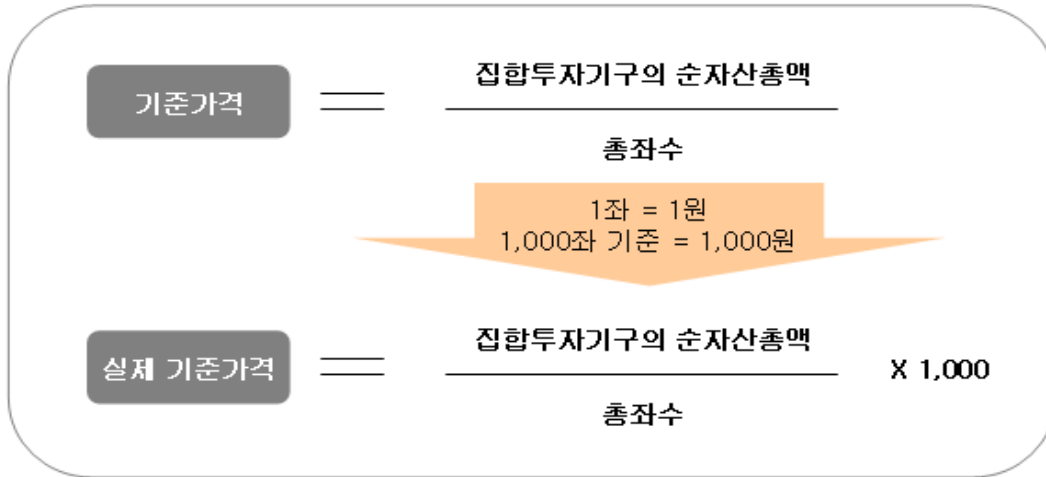 집합투자기구의 순자산총액
기준가격
총좌수
1좌 = 1원
1,000좌 기준 = 1,000원
집합투자기구의 순자산총액
실제 기준가격
X 1,000
총좌수